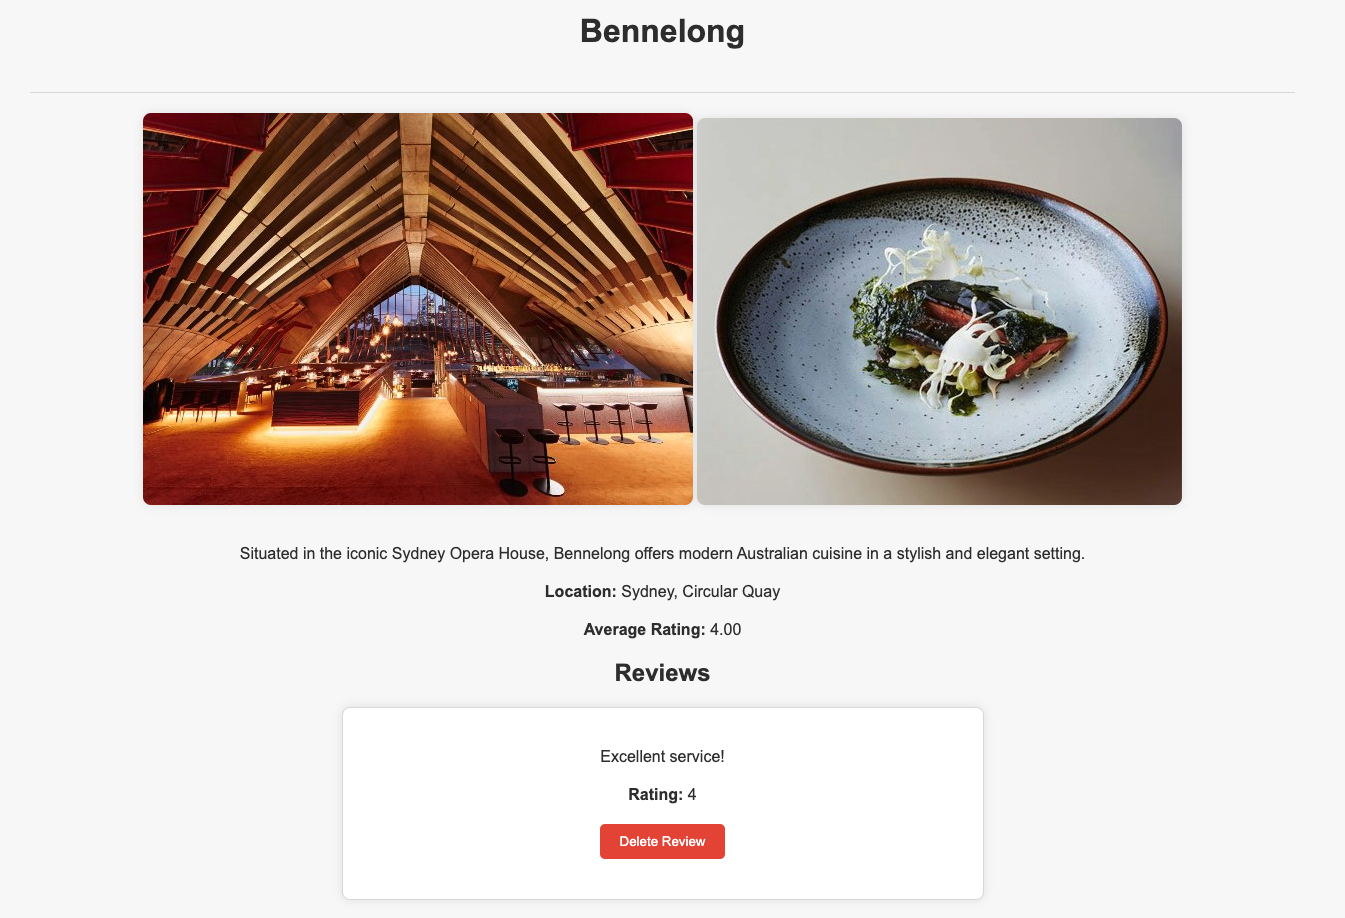 Bennelong
Situated in the iconic Sydney Opera House, Bennelong offers modern Australian cuisine in a stylish and elegant setting.
Location: Sydney, Circular Quay
Average Rating: 4.00
Reviews
Excellent service!
Rating: 4
Delete Review